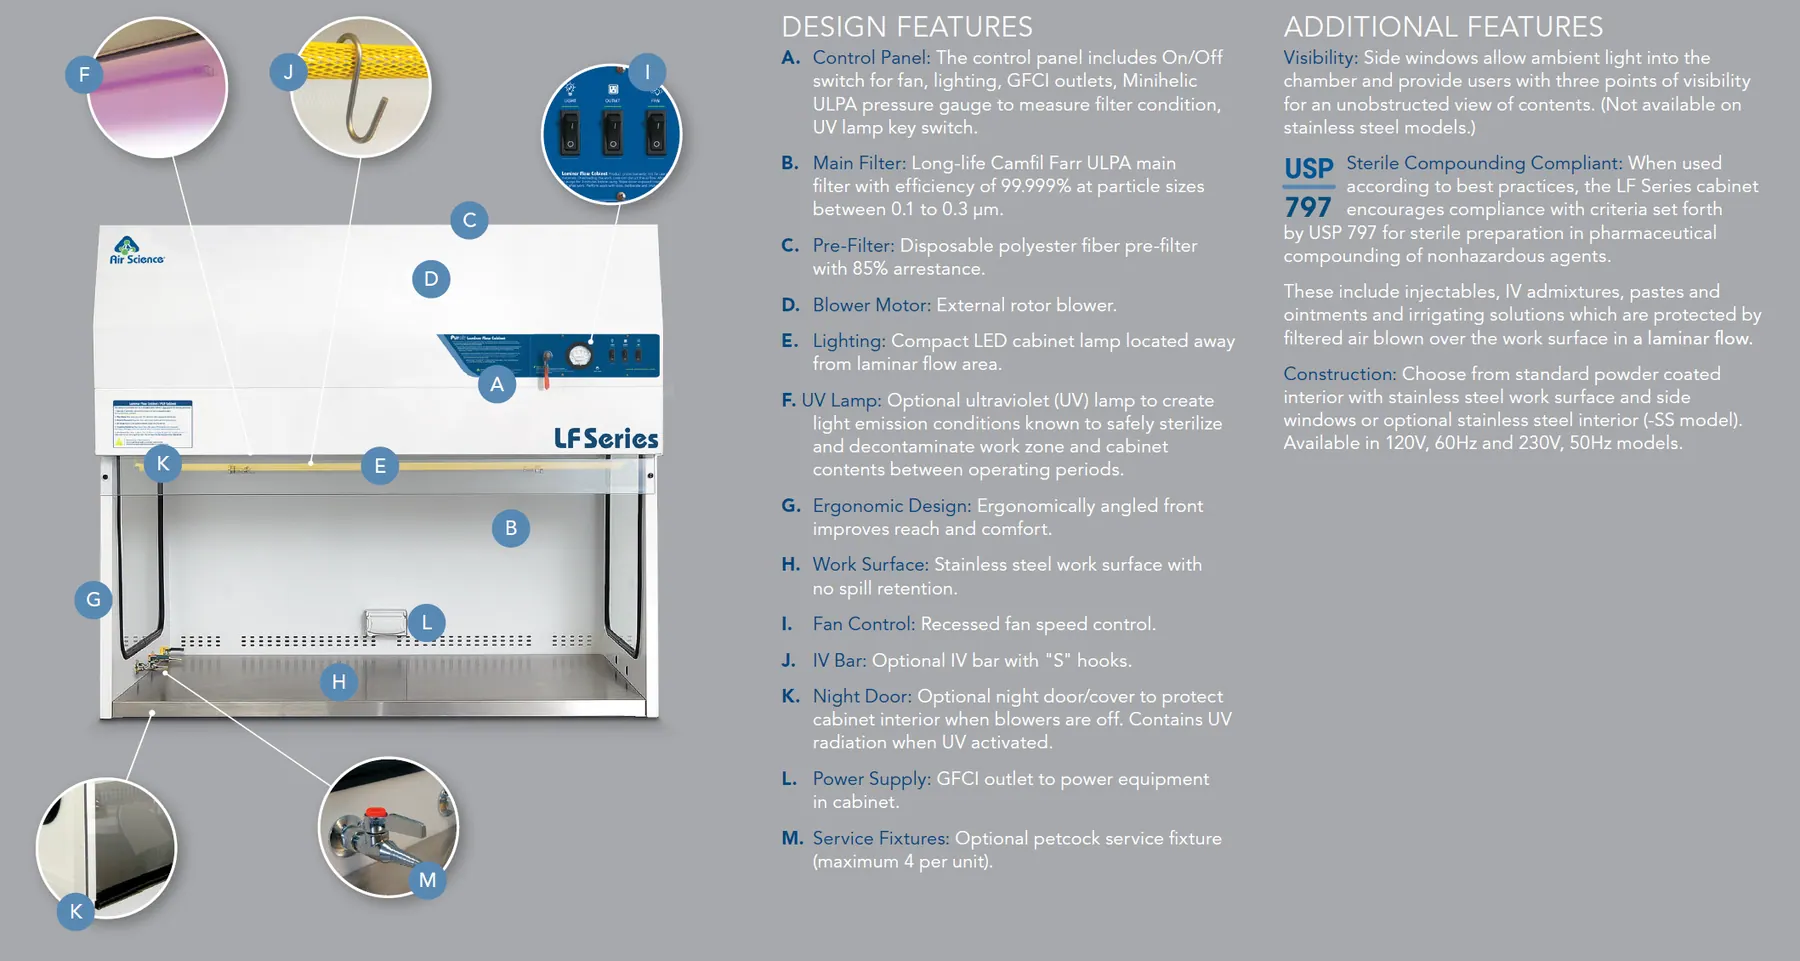 F
J
I
LIGHT
OUTLET
FAN
Laminar Flow Cabinet
C
Air Science
D
Laminar Flow Cabinet
A
LF Series
K
E
B
G
L
H
K
M
DESIGN FEATURES
A. Control Panel: The control panel includes On/Off
switch for fan, lighting, GFCI outlets, Minihelic
ULPA pressure gauge to measure filter condition,
UV lamp key switch.
B. Main Filter: Long-life Camfil Farr ULPA main
filter with efficiency of 99.999% at particle sizes
between 0.1 to 0.3 µm.
C. Pre-Filter: Disposable polyester fiber pre-filter
with 85% arrestance.
D. Blower Motor: External rotor blower.
E. Lighting: Compact LED cabinet lamp located away
from laminar flow area.
F. UV Lamp: Optional ultraviolet (UV) lamp to create
light emission conditions known to safely sterilize
and decontaminate work zone and cabinet
contents between operating periods.
G. Ergonomic Design: Ergonomically angled front
improves reach and comfort.
H. Work Surface: Stainless steel work surface with
no spill retention.
I. Fan Control: Recessed fan speed control.
J. IV Bar: Optional IV bar with "S" hooks.
K. Night Door: Optional night door/cover to protect
cabinet interior when blowers are off. Contains UV
radiation when UV activated.
L. Power Supply: GFCI outlet to power equipment
in cabinet.
M. Service Fixtures: Optional petcock service fixture
(maximum 4 per unit).
ADDITIONAL FEATURES
Visibility: Side windows allow ambient light into the
chamber and provide users with three points of visibility
for an unobstructed view of contents. (Not available on
stainless steel models.)
USP
797
Sterile Compounding Compliant: When used
according to best practices, the LF Series cabinet
encourages compliance with criteria set forth
by USP 797 for sterile preparation in pharmaceutical
compounding of nonhazardous agents.
These include injectables, IV admixtures, pastes and
ointments and irrigating solutions which are protected by
filtered air blown over the work surface in a laminar flow.
Construction: Choose from standard powder coated
interior with stainless steel work surface and side
windows or optional stainless steel interior (-SS model).
Available in 120V, 60Hz and 230V, 50Hz models.